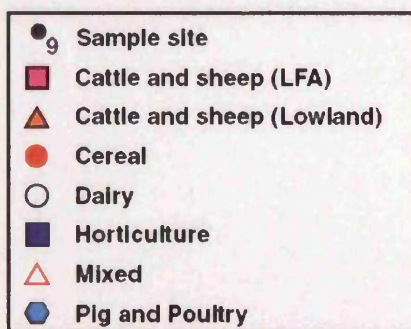 9 Sample site
Cattle and sheep (LFA)
Cattle and sheep (Lowland)
Cereal
Dairy
Horticulture
Mixed
Pig and Poultry